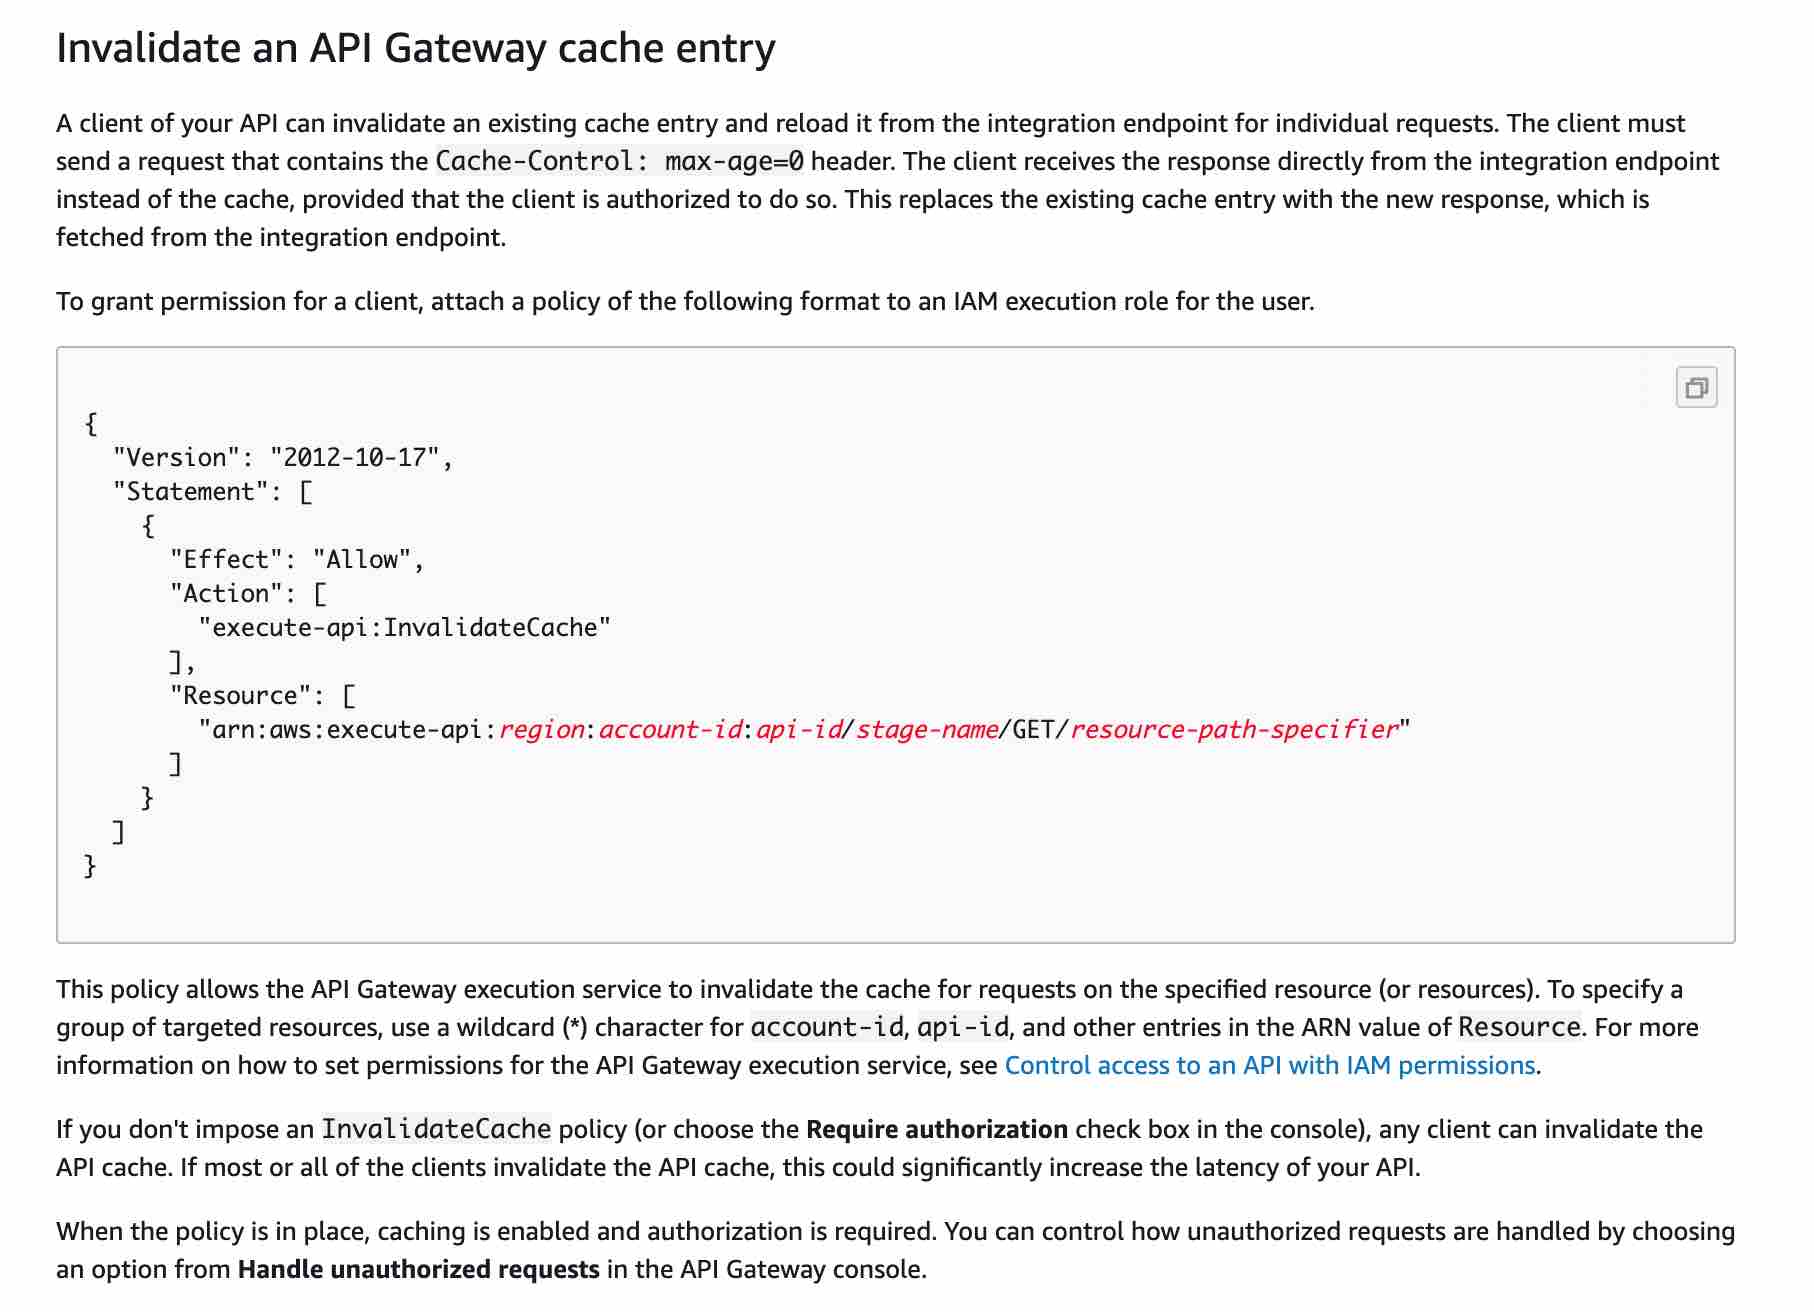 Invalidate an API Gateway cache entry
A client of your API can invalidate an existing cache entry and reload it from the integration endpoint for individual requests. The client must
send a request that contains the Cache-Control: max-age=0 header. The client receives the response directly from the integration endpoint
instead of the cache, provided that the client is authorized to do so. This replaces the existing cache entry with the new response, which is
fetched from the integration endpoint.
To grant permission for a client, attach a policy of the following format to an IAM execution role for the user.
{
  "Version": "2012-10-17",
  "Statement": [
    {
      "Effect": "Allow",
      "Action": [
        "execute-api:InvalidateCache"
      ],
      "Resource": [
        "arn:aws:execute-api:region:account-id:api-id/stage-name/GET/resource-path-specifier"
      ]
    }
  ]
}
This policy allows the API Gateway execution service to invalidate the cache for requests on the specified resource (or resources). To specify a
group of targeted resources, use a wildcard (*) character for account-id, api-id, and other entries in the ARN value of Resource. For more
information on how to set permissions for the API Gateway execution service, see Control access to an API with IAM permissions.
If you don't impose an InvalidateCache policy (or choose the Require authorization check box in the console), any client can invalidate the
API cache. If most or all of the clients invalidate the API cache, this could significantly increase the latency of your API.
When the policy is in place, caching is enabled and authorization is required. You can control how unauthorized requests are handled by choosing
an option from Handle unauthorized requests in the API Gateway console.